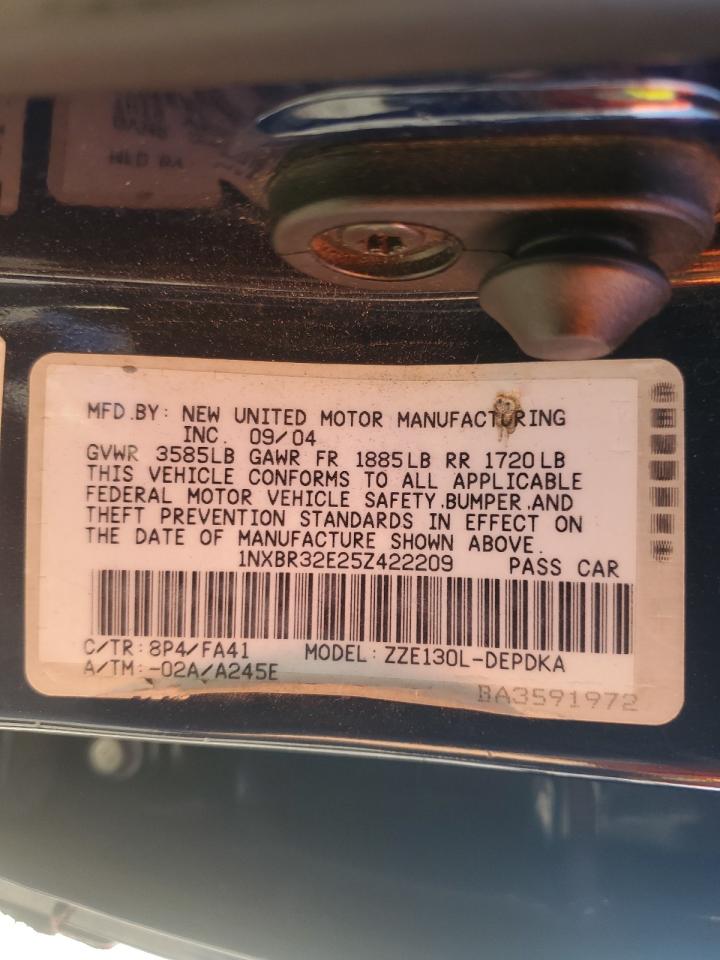 MFD.BY: NEW UNITED MOTOR MANUFACTURING
INC. 09/04
GVWR 3585LB GAWR FR 1885LB RR 1720LB
THIS VEHICLE CONFORMS TO ALL APPLICABLE
FEDERAL MOTOR VEHICLE SAFETY,BUMPER,AND
THEFT PREVENTION STANDARDS IN EFFECT ON
THE DATE OF MANUFACTURE SHOWN ABOVE.
1NXBR32E25Z422209 PASS CAR
C/TR:8P4/FA41 MODEL:ZZE130L-DEPDKA
A/TM:-02A/A245E
BA3591972